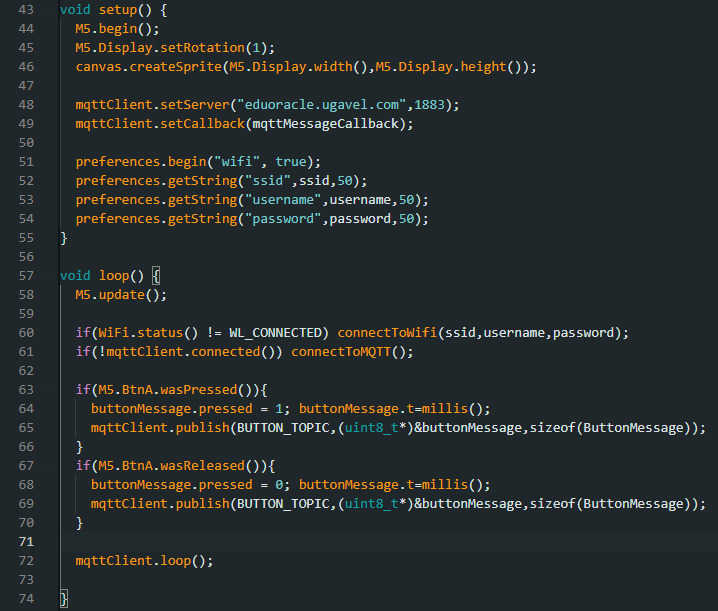 43 void setup() {
44   M5.begin();
45   M5.Display.setRotation(1);
46   canvas.createSprite(M5.Display.width(),M5.Display.height());
47
48   mqttClient.setServer("eduoracle.ugavel.com",1883);
49   mqttClient.setCallback(mqttMessageCallback);
50
51   preferences.begin("wifi", true);
52   preferences.getString("ssid",ssid,50);
53   preferences.getString("username",username,50);
54   preferences.getString("password",password,50);
55 }
56
57 void loop() {
58   M5.update();
59
60   if(WiFi.status() != WL_CONNECTED) connectToWifi(ssid,username,password);
61   if(!mqttClient.connected()) connectToMQTT();
62
63   if(M5.BtnA.wasPressed()){
64     buttonMessage.pressed = 1; buttonMessage.t=millis();
65     mqttClient.publish(BUTTON_TOPIC,(uint8_t*)&buttonMessage,sizeof(ButtonMessage));
66   }
67   if(M5.BtnA.wasReleased()){
68     buttonMessage.pressed = 0; buttonMessage.t=millis();
69     mqttClient.publish(BUTTON_TOPIC,(uint8_t*)&buttonMessage,sizeof(ButtonMessage));
70   }
71
72   mqttClient.loop();
73
74 }